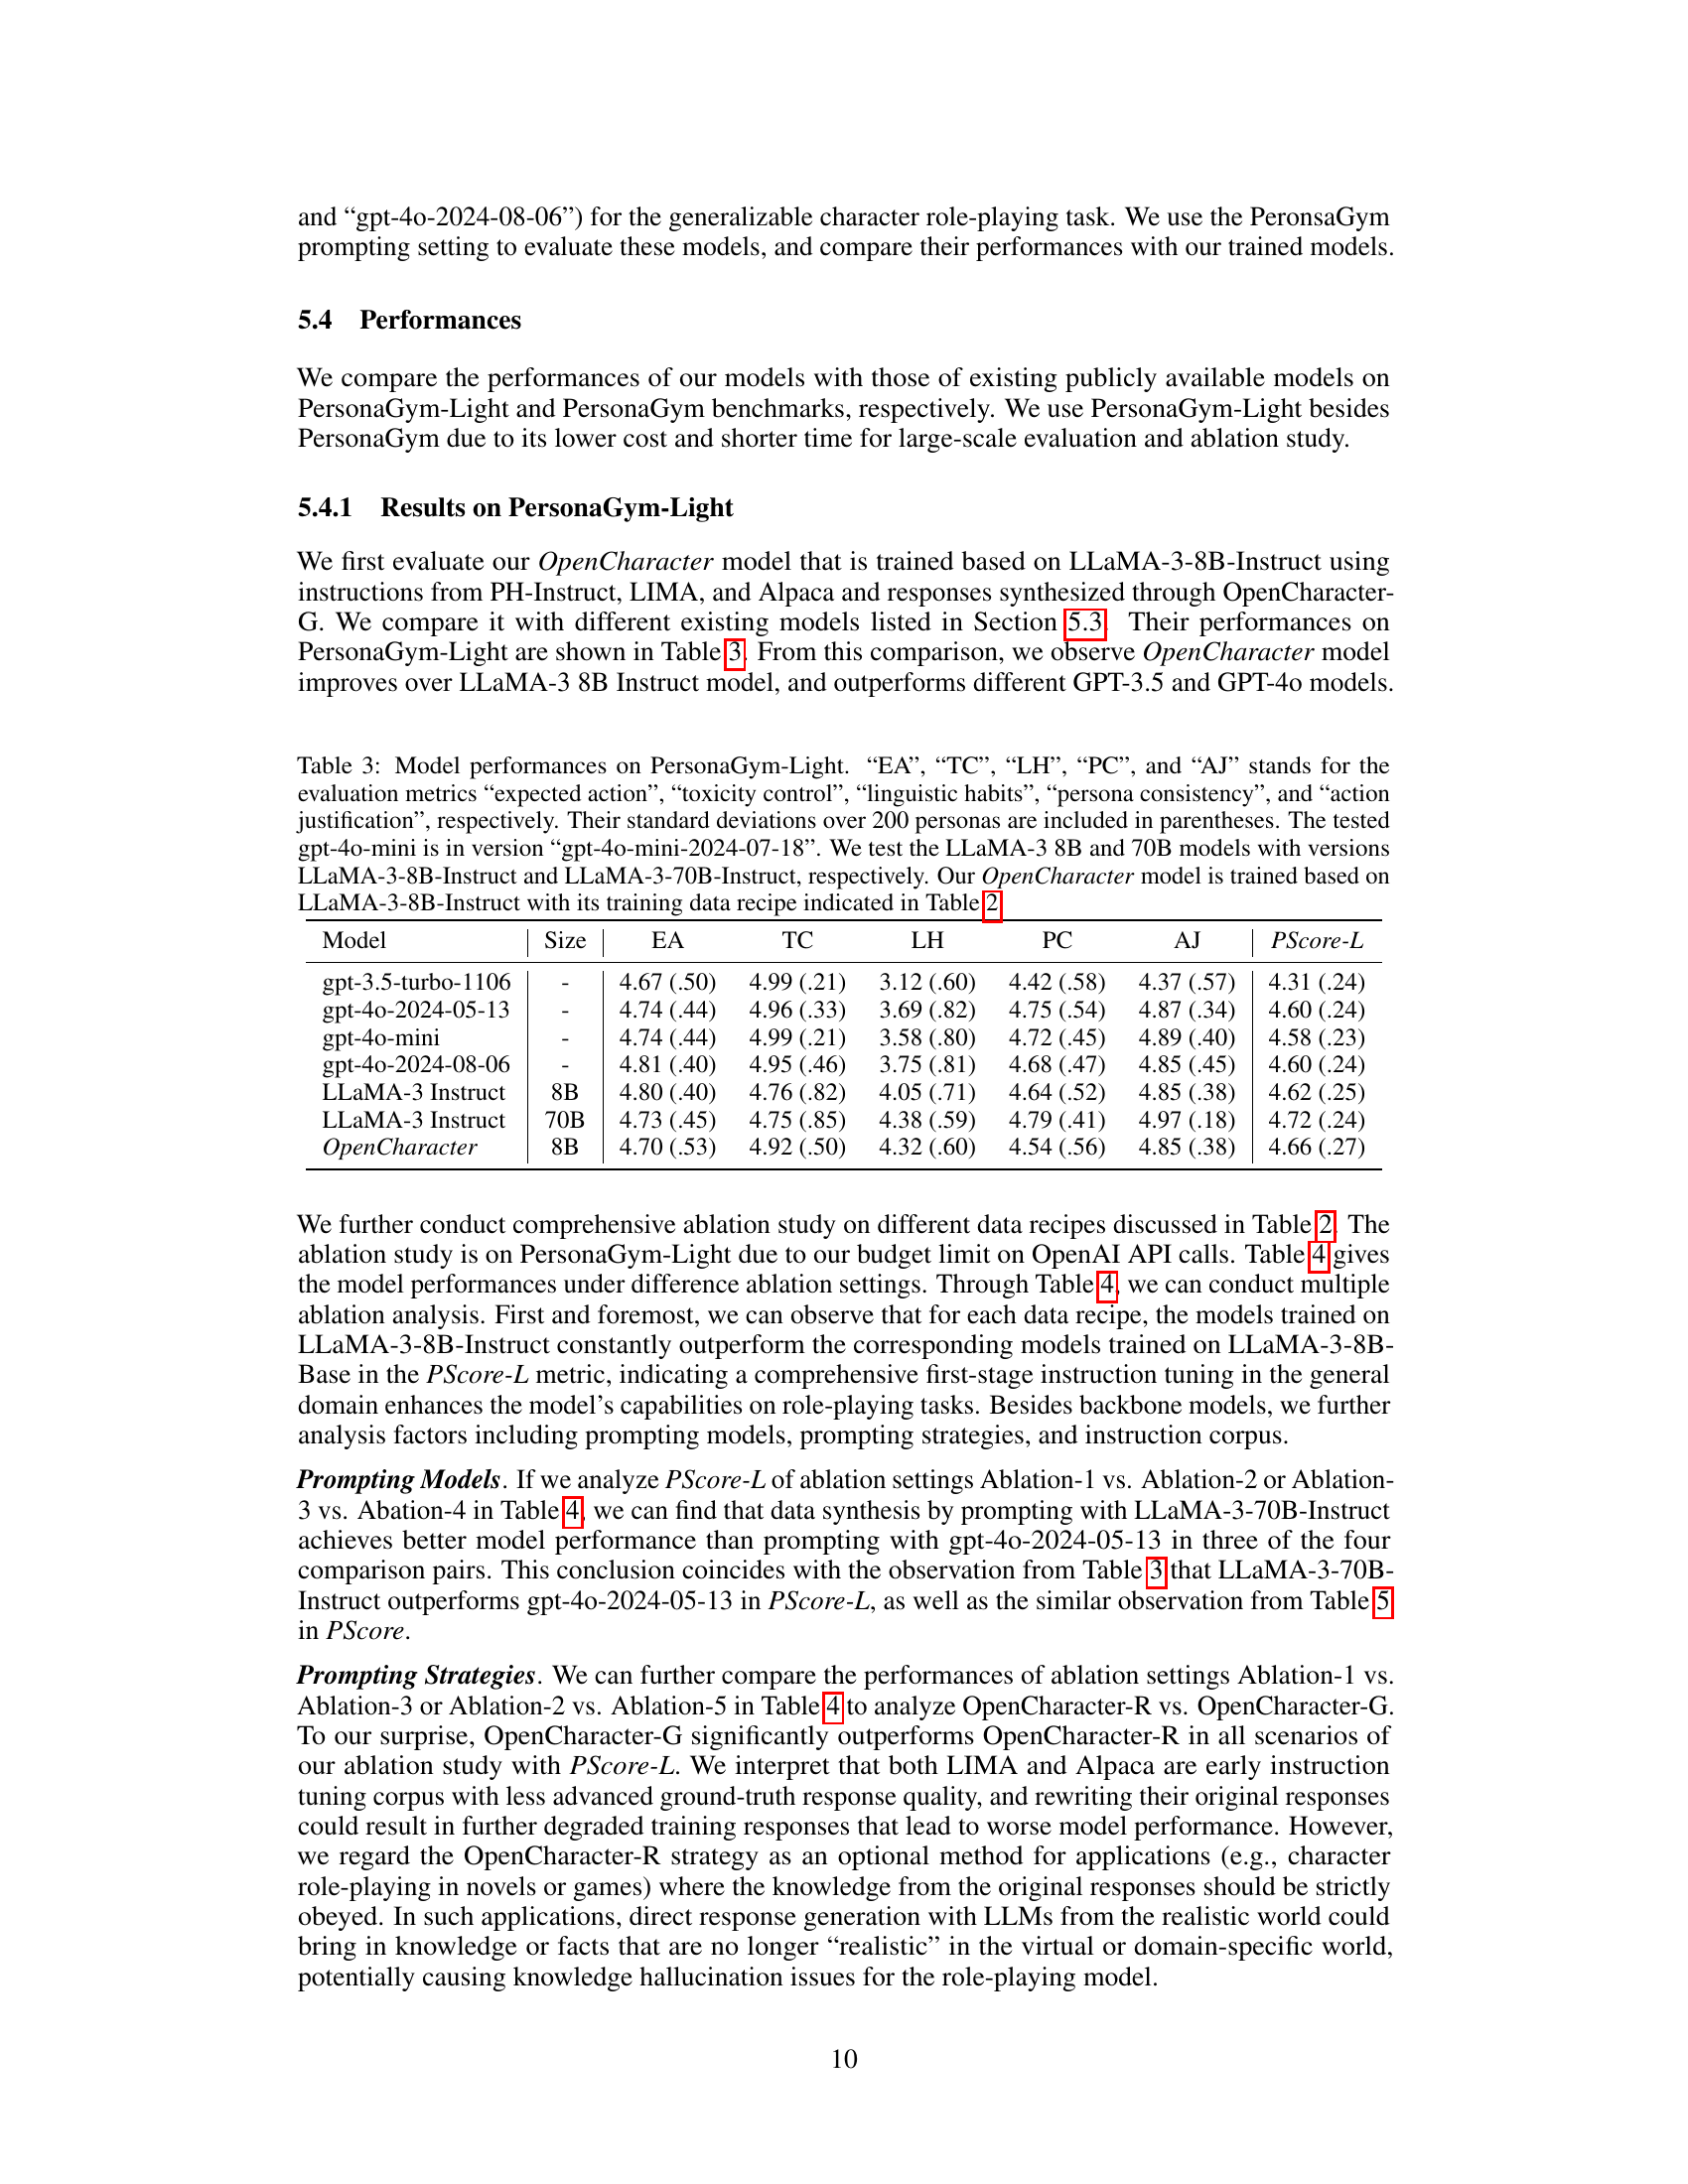 and “gpt-4o-2024-08-06”) for the generalizable character role-playing task. We use the PeronsaGym
prompting setting to evaluate these models, and compare their performances with our trained models.
5.4 Performances
We compare the performances of our models with those of existing publicly available models on
PersonaGym-Light and PersonaGym benchmarks, respectively. We use PersonaGym-Light besides
PersonaGym due to its lower cost and shorter time for large-scale evaluation and ablation study.
5.4.1 Results on PersonaGym-Light
We first evaluate our OpenCharacter model that is trained based on LLaMA-3-8B-Instruct using
instructions from PH-Instruct, LIMA, and Alpaca and responses synthesized through OpenCharacter-
G. We compare it with different existing models listed in Section 5.3. Their performances on
PersonaGym-Light are shown in Table 3. From this comparison, we observe OpenCharacter model
improves over LLaMA-3 8B Instruct model, and outperforms different GPT-3.5 and GPT-4o models.
Table 3: Model performances on PersonaGym-Light. “EA”, “TC”, “LH”, “PC”, and “AJ” stands for the
evaluation metrics “expected action”, “toxicity control”, “linguistic habits”, “persona consistency”, and “action
justification”, respectively. Their standard deviations over 200 personas are included in parentheses. The tested
gpt-4o-mini is in version “gpt-4o-mini-2024-07-18”. We test the LLaMA-3 8B and 70B models with versions
LLaMA-3-8B-Instruct and LLaMA-3-70B-Instruct, respectively. Our OpenCharacter model is trained based on
LLaMA-3-8B-Instruct with its training data recipe indicated in Table 2
Model Size EA TC LH PC AJ PScore-L
gpt-3.5-turbo-1106 - 4.67 (.50) 4.99 (.21) 3.12 (.60) 4.42 (.58) 4.37 (.57) 4.31 (.24)
gpt-4o-2024-05-13 - 4.74 (.44) 4.96 (.33) 3.69 (.82) 4.75 (.54) 4.87 (.34) 4.60 (.24)
gpt-4o-mini - 4.74 (.44) 4.99 (.21) 3.58 (.80) 4.72 (.45) 4.89 (.40) 4.58 (.23)
gpt-4o-2024-08-06 - 4.81 (.40) 4.95 (.46) 3.75 (.81) 4.68 (.47) 4.85 (.45) 4.60 (.24)
LLaMA-3 Instruct 8B 4.80 (.40) 4.76 (.82) 4.05 (.71) 4.64 (.52) 4.85 (.38) 4.62 (.25)
LLaMA-3 Instruct 70B 4.73 (.45) 4.75 (.85) 4.38 (.59) 4.79 (.41) 4.97 (.18) 4.72 (.24)
OpenCharacter 8B 4.70 (.53) 4.92 (.50) 4.32 (.60) 4.54 (.56) 4.85 (.38) 4.66 (.27)
We further conduct comprehensive ablation study on different data recipes discussed in Table 2. The
ablation study is on PersonaGym-Light due to our budget limit on OpenAI API calls. Table 4 gives
the model performances under difference ablation settings. Through Table 4, we can conduct multiple
ablation analysis. First and foremost, we can observe that for each data recipe, the models trained on
LLaMA-3-8B-Instruct constantly outperform the corresponding models trained on LLaMA-3-8B-
Base in the PScore-L metric, indicating a comprehensive first-stage instruction tuning in the general
domain enhances the model’s capabilities on role-playing tasks. Besides backbone models, we further
analysis factors including prompting models, prompting strategies, and instruction corpus.
Prompting Models. If we analyze PScore-L of ablation settings Ablation-1 vs. Ablation-2 or Ablation-
3 vs. Abation-4 in Table 4, we can find that data synthesis by prompting with LLaMA-3-70B-Instruct
achieves better model performance than prompting with gpt-4o-2024-05-13 in three of the four
comparison pairs. This conclusion coincides with the observation from Table 3 that LLaMA-3-70B-
Instruct outperforms gpt-4o-2024-05-13 in PScore-L, as well as the similar observation from Table 5
in PScore.
Prompting Strategies. We can further compare the performances of ablation settings Ablation-1 vs.
Ablation-3 or Ablation-2 vs. Ablation-5 in Table 4 to analyze OpenCharacter-R vs. OpenCharacter-G.
To our surprise, OpenCharacter-G significantly outperforms OpenCharacter-R in all scenarios of
our ablation study with PScore-L. We interpret that both LIMA and Alpaca are early instruction
tuning corpus with less advanced ground-truth response quality, and rewriting their original responses
could result in further degraded training responses that lead to worse model performance. However,
we regard the OpenCharacter-R strategy as an optional method for applications (e.g., character
role-playing in novels or games) where the knowledge from the original responses should be strictly
obeyed. In such applications, direct response generation with LLMs from the realistic world could
bring in knowledge or facts that are no longer “realistic” in the virtual or domain-specific world,
potentially causing knowledge hallucination issues for the role-playing model.
10